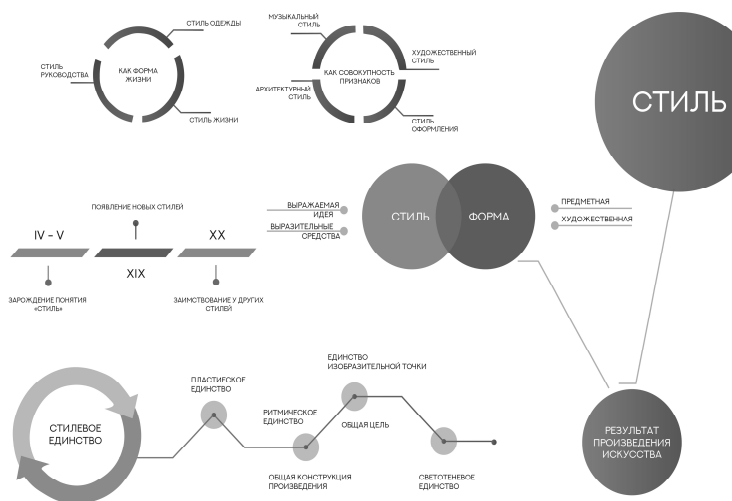 СТИЛЬ ОДЕЖДЫ
СТИЛЬ
РУКОВОДСТВА
КАК ФОРМА
ЖИЗНИ
СТИЛЬ ЖИЗНИ
МУЗЫКАЛЬНЫЙ
СТИЛЬ
ХУДОЖЕСТВЕННЫЙ
СТИЛЬ
КАК СОВОКУПНОСТЬ
ПРИЗНАКОВ
АРХИТЕКТУРНЫЙ
СТИЛЬ
СТИЛЬ
ОФОРМЛЕНИЯ
СТИЛЬ
ПОЯВЛЕНИЕ НОВЫХ СТИЛЕЙ
IV - V
XX
XIX
ЗАРОЖДЕНИЕ ПОНЯТИЯ
«СТИЛЬ»
ЗАИМСТВОВАНИЕ У ДРУГИХ
СТИЛЕЙ
ВЫРАЖАЕМАЯ
ИДЕЯ
ВЫРАЗИТЕЛЬНЫЕ
СРЕДСТВА
СТИЛЬ
ФОРМА
ПРЕДМЕТНАЯ
ХУДОЖЕСТВЕННАЯ
СТИЛЕВОЕ
ЕДИНСТВО
ПЛАСТИЧЕСКОЕ
ЕДИНСТВО
РИТМИЧЕСКОЕ
ЕДИНСТВО
ОБЩАЯ КОНСТРУКЦИЯ
ПРОИЗВЕДЕНИЯ
ЕДИНСТВО
ИЗОБРАЗИТЕЛЬНОЙ ТОЧКИ
ОБЩАЯ ЦЕЛЬ
СВЕТОТЕНЕВОЕ
ЕДИНСТВО
РЕЗУЛЬТАТ
ПРОИЗВЕДЕНИЯ
ИСКУССТВА